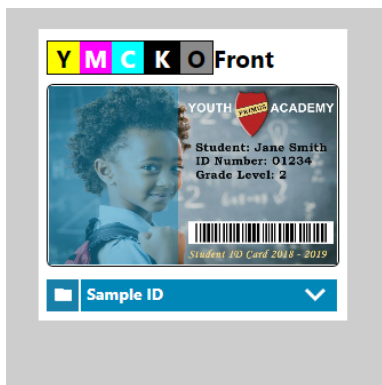 Y M C K O Front
YOUTH PRIMUS ACADEMY
Student: Jane Smith
ID Number: 01234
Grade Level: 2
Student ID Card 2018 - 2019
Sample ID